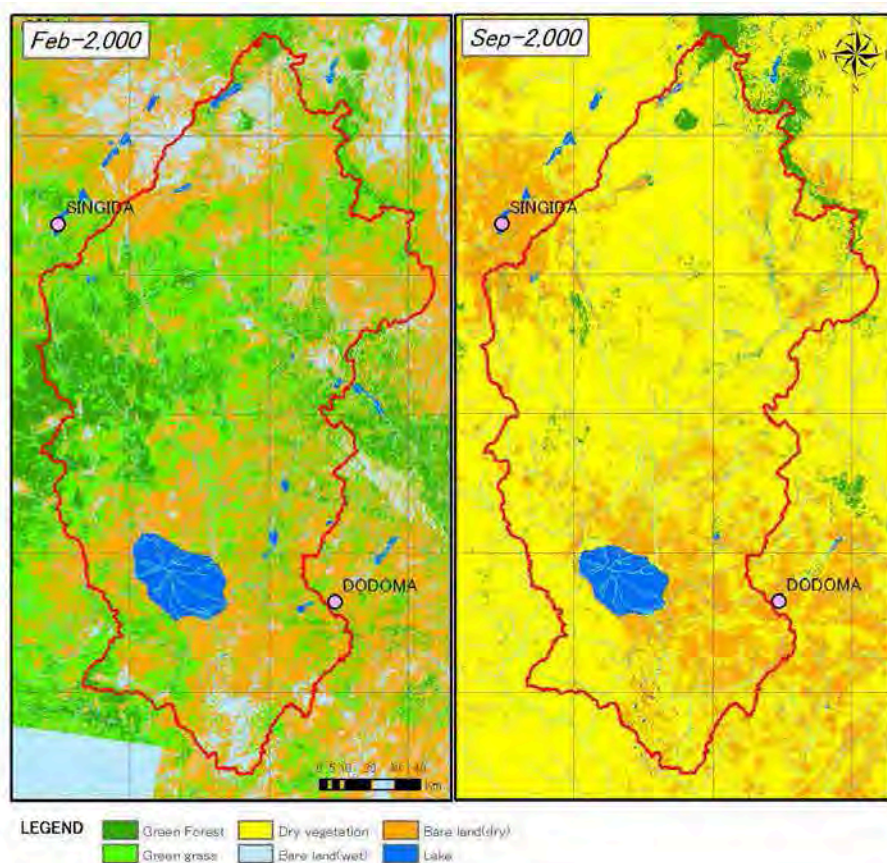 Feb-2,000
Sep-2,000
SINGIDA
SINGIDA
DODOMA
DODOMA
km
LEGEND
Green Forest
Dry vegetation
Bare land(dry)
Green grass
Bare land(wet)
Lake